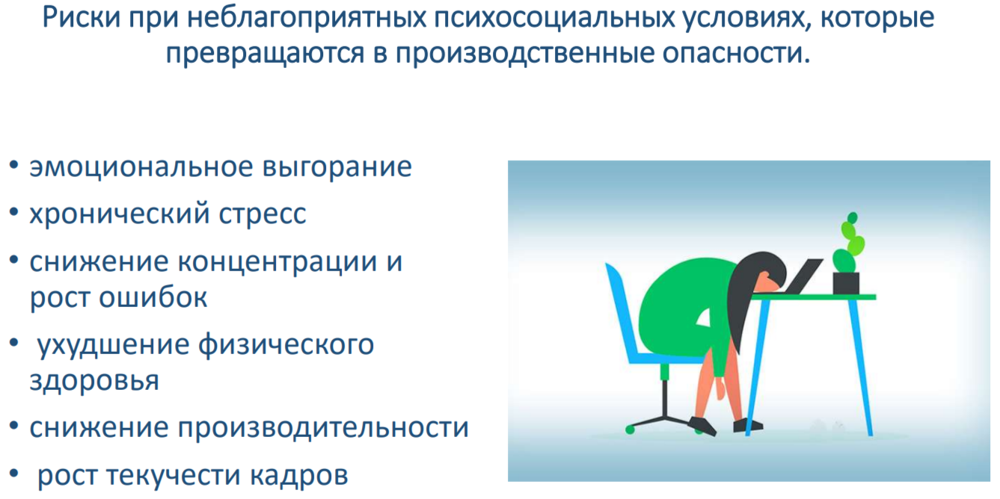 Риски при неблагоприятных психосоциальных условиях, которые
превращаются в производственные опасности.
• эмоциональное выгорание
• хронический стресс
• снижение концентрации и
рост ошибок
• ухудшение физического
здоровья
• снижение производительности
• рост текучести кадров